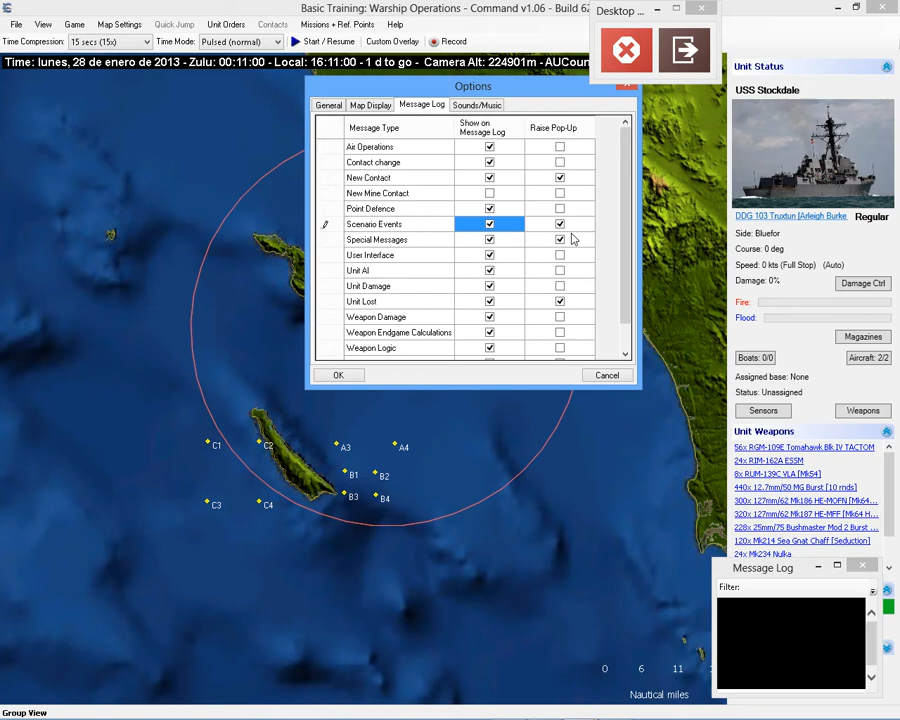 Basic Training: Warship Operations - Command v1.06 - Build 62
Desktop ...
File View Game Map Settings Quick Jump Unit Orders Contacts Missions + Ref. Points Help
Time Compression: 15 secs (15x) Time Mode: Pulsed (normal) Start / Resume Custom Overlay Record
Time: lunes, 28 de enero de 2013 - Zulu: 00:11:00 - Local: 16:11:00 - 1 d to go - Camera Alt: 224901m - AUCoun
Options
General Map Display Message Log Sounds/Music
Message Type Show on Message Log Raise Pop-Up
Air Operations
Contact change
New Contact
New Mine Contact
Point Defence
Scenario Events
Special Messages
User Interface
Unit AI
Unit Damage
Unit Lost
Weapon Damage
Weapon Endgame Calculations
Weapon Logic
OK Cancel
C1 C2 A3 A4
B1 B2
C3 C4 B3 B4
0 6 11
Nautical miles
Group View
Unit Status
USS Stockdale
DDG 103 Truxtun [Arleigh Burke Regular
Side: Bluefor
Course: 0 deg
Speed: 0 kts (Full Stop) (Auto)
Damage: 0% Damage Ctrl
Fire:
Flood:
Magazines
Boats: 0/0 Aircraft: 2/2
Assigned base: None
Status: Unassigned
Sensors Weapons
Unit Weapons
56x RGM-109E Tomahawk Blk IV TACTOM
24x RIM-162A ESSM
8x RUM-139C VLA [Mk54]
440x 12.7mm/50 MG Burst [10 rnds]
300x 127mm/62 Mk186 HE-MOFN [Mk64...
320x 127mm/62 Mk187 HE-MFF [Mk64 H...
228x 25mm/75 Bushmaster Mod 2 Burst ...
120x Mk214 Sea Gnat Chaff [Seduction]
24x Mk234 Nulka
Message Log
Filter: